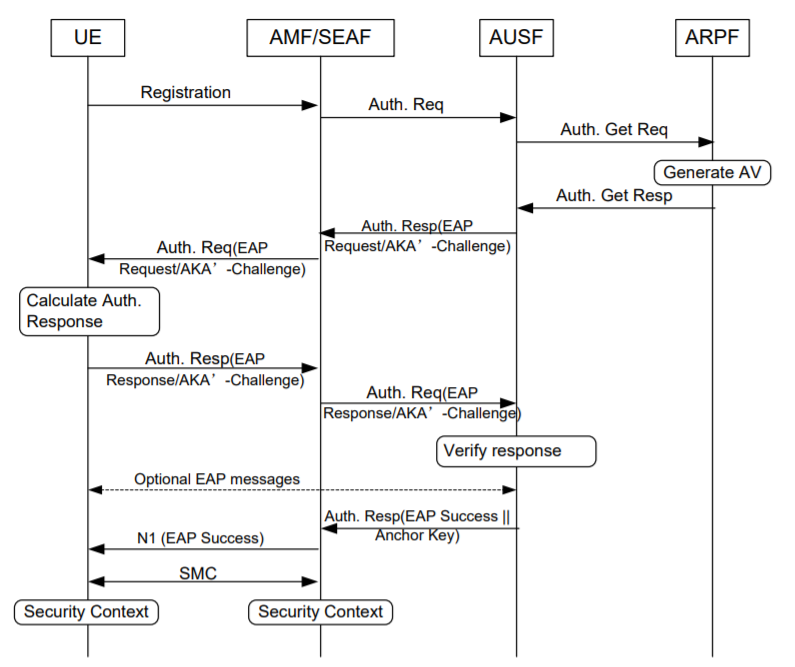 UE
AMF/SEAF
AUSF
ARPF
Registration
Auth. Req
Auth. Get Req
Generate AV
Auth. Get Resp
Auth. Resp(EAP
Request/AKA’-Challenge)
Auth. Req(EAP
Request/AKA’-Challenge)
Calculate Auth.
Response
Auth. Resp(EAP
Response/AKA’-Challenge)
Auth. Req(EAP
Response/AKA’-Challenge)
Verify response
Optional EAP messages
Auth. Resp(EAP Success ||
Anchor Key)
N1 (EAP Success)
SMC
Security Context
Security Context